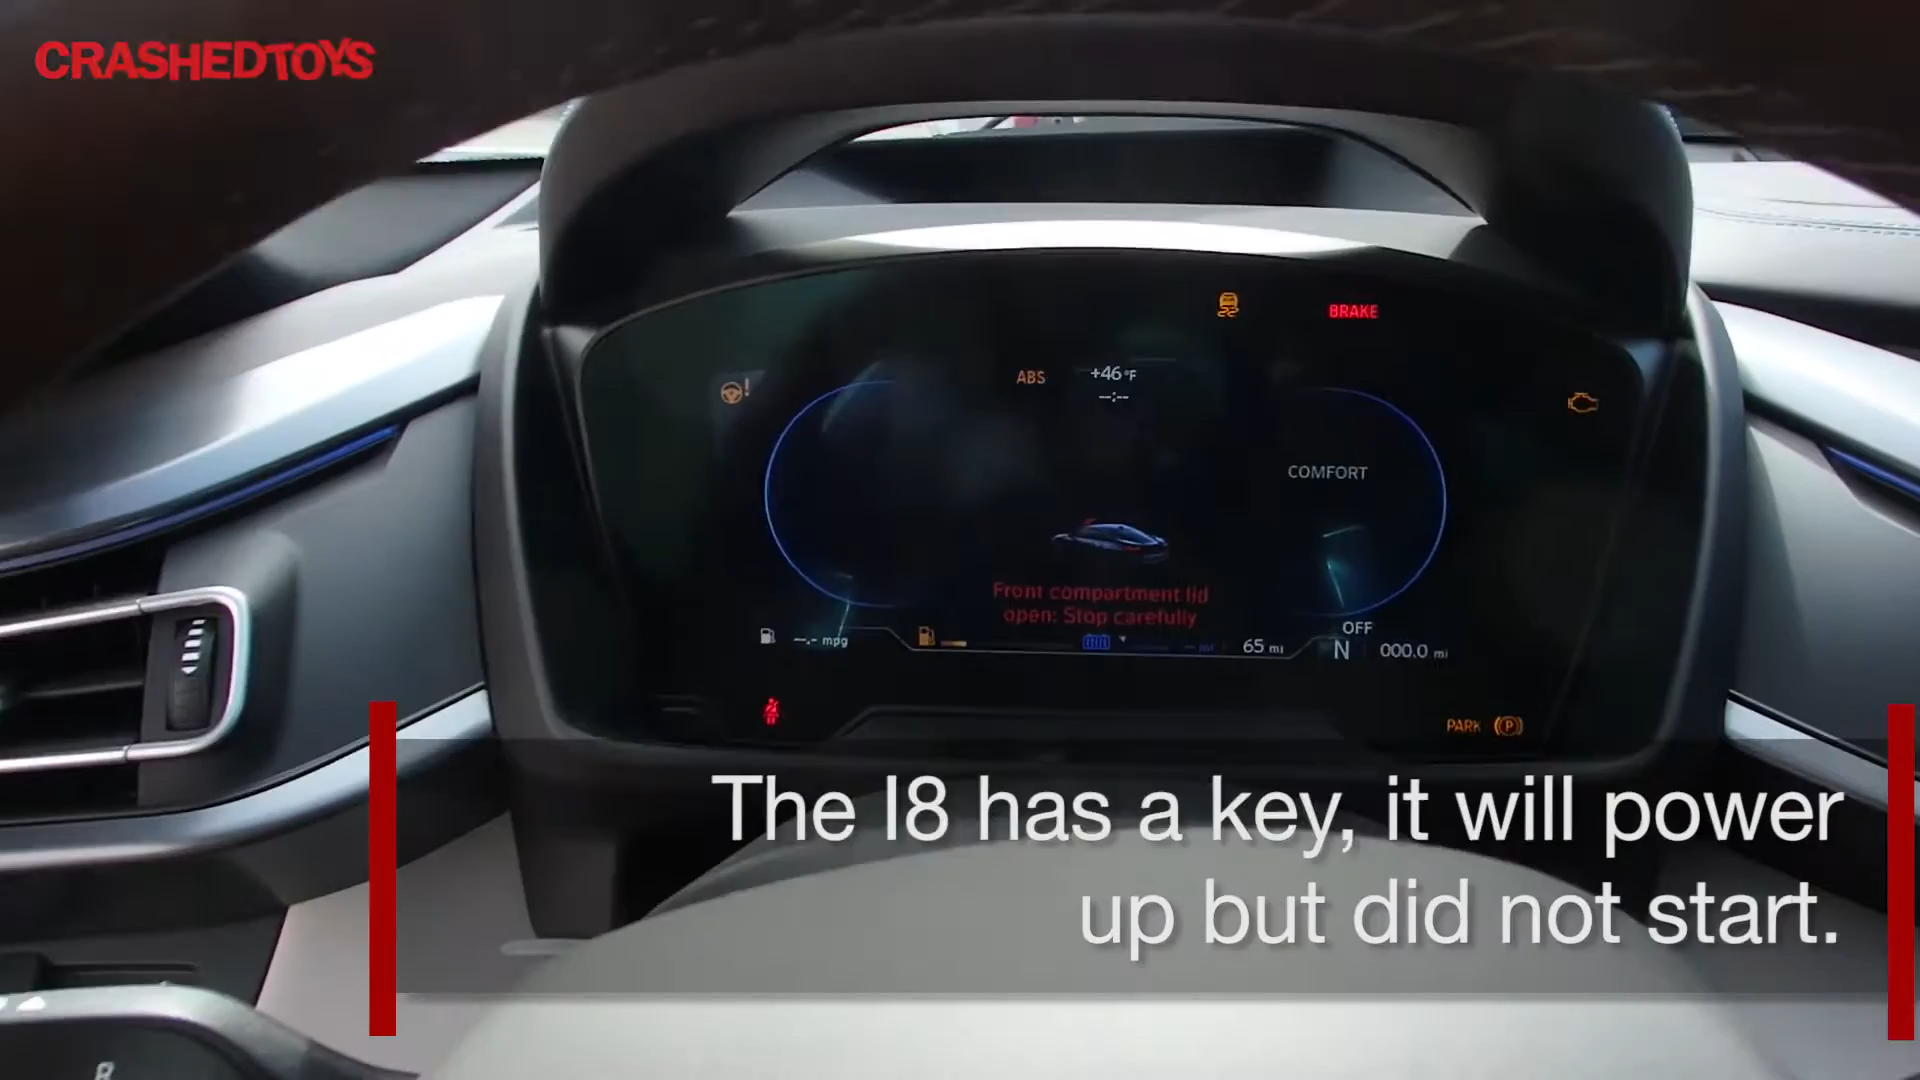 CRASHEDTOYS
BRAKE
ABS
+46 °F
--:--
COMFORT
Front compartment lid
open: Stop carefully
--.- mpg
65 mi
OFF
N
000.0 mi
PARK
P
The I8 has a key, it will power
up but did not start.
R